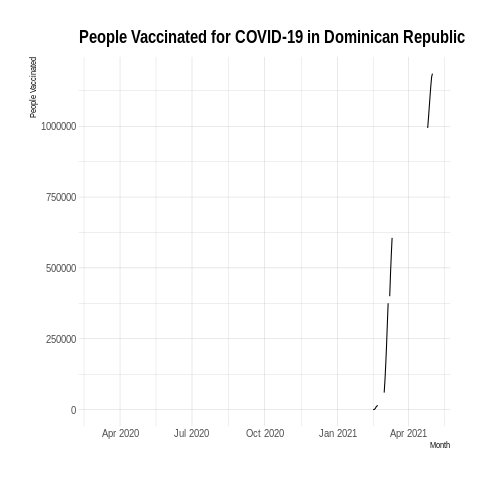 People Vaccinated for COVID-19 in Dominican Republic
People Vaccinated
1000000
750000
500000
250000
0
Apr 2020 Jul 2020 Oct 2020 Jan 2021 Apr 2021
Month